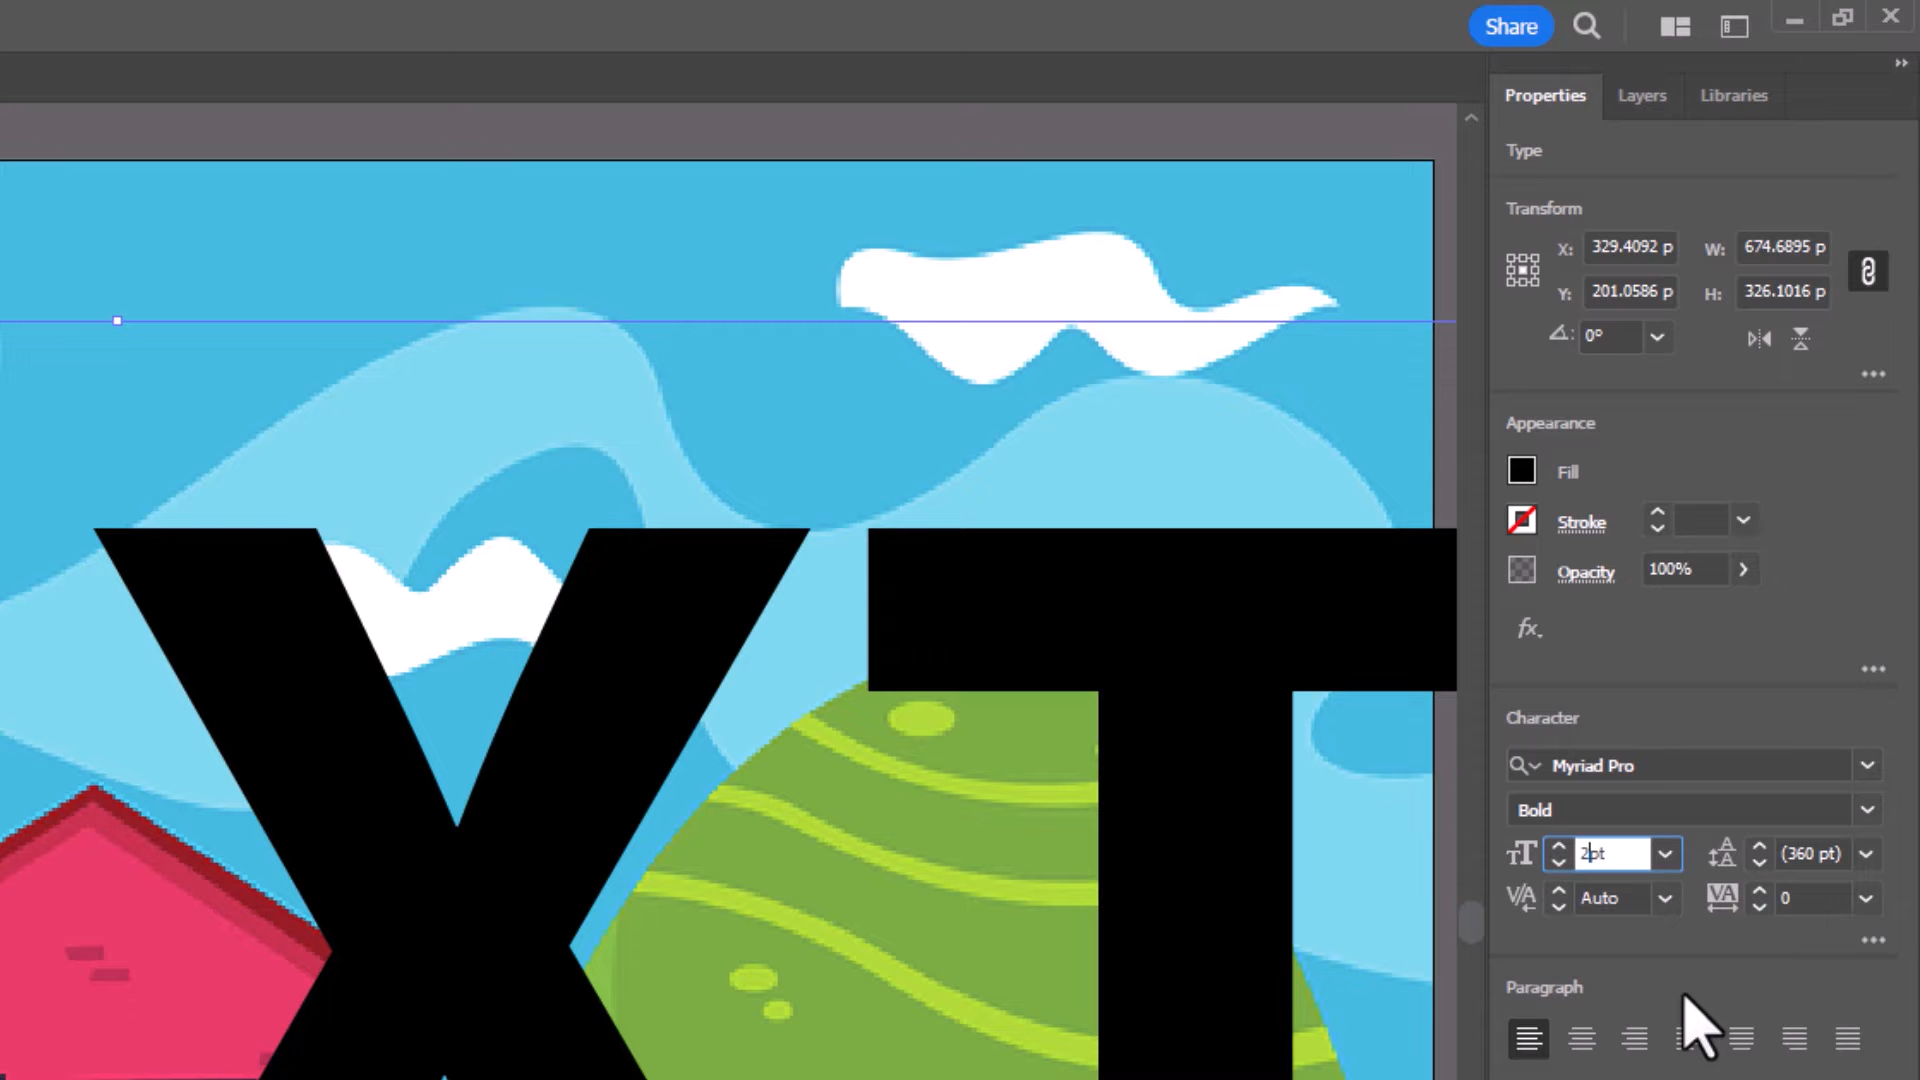 Share
Properties Layers Libraries
Type
Transform
X: 329.4092 p W: 674.6895 p
Y: 201.0586 p H: 326.1016 p
0°
Appearance
Fill
Stroke
Opacity 100%
fx.
Character
Myriad Pro
Bold
2pt (360 pt)
Auto 0
Paragraph
XT